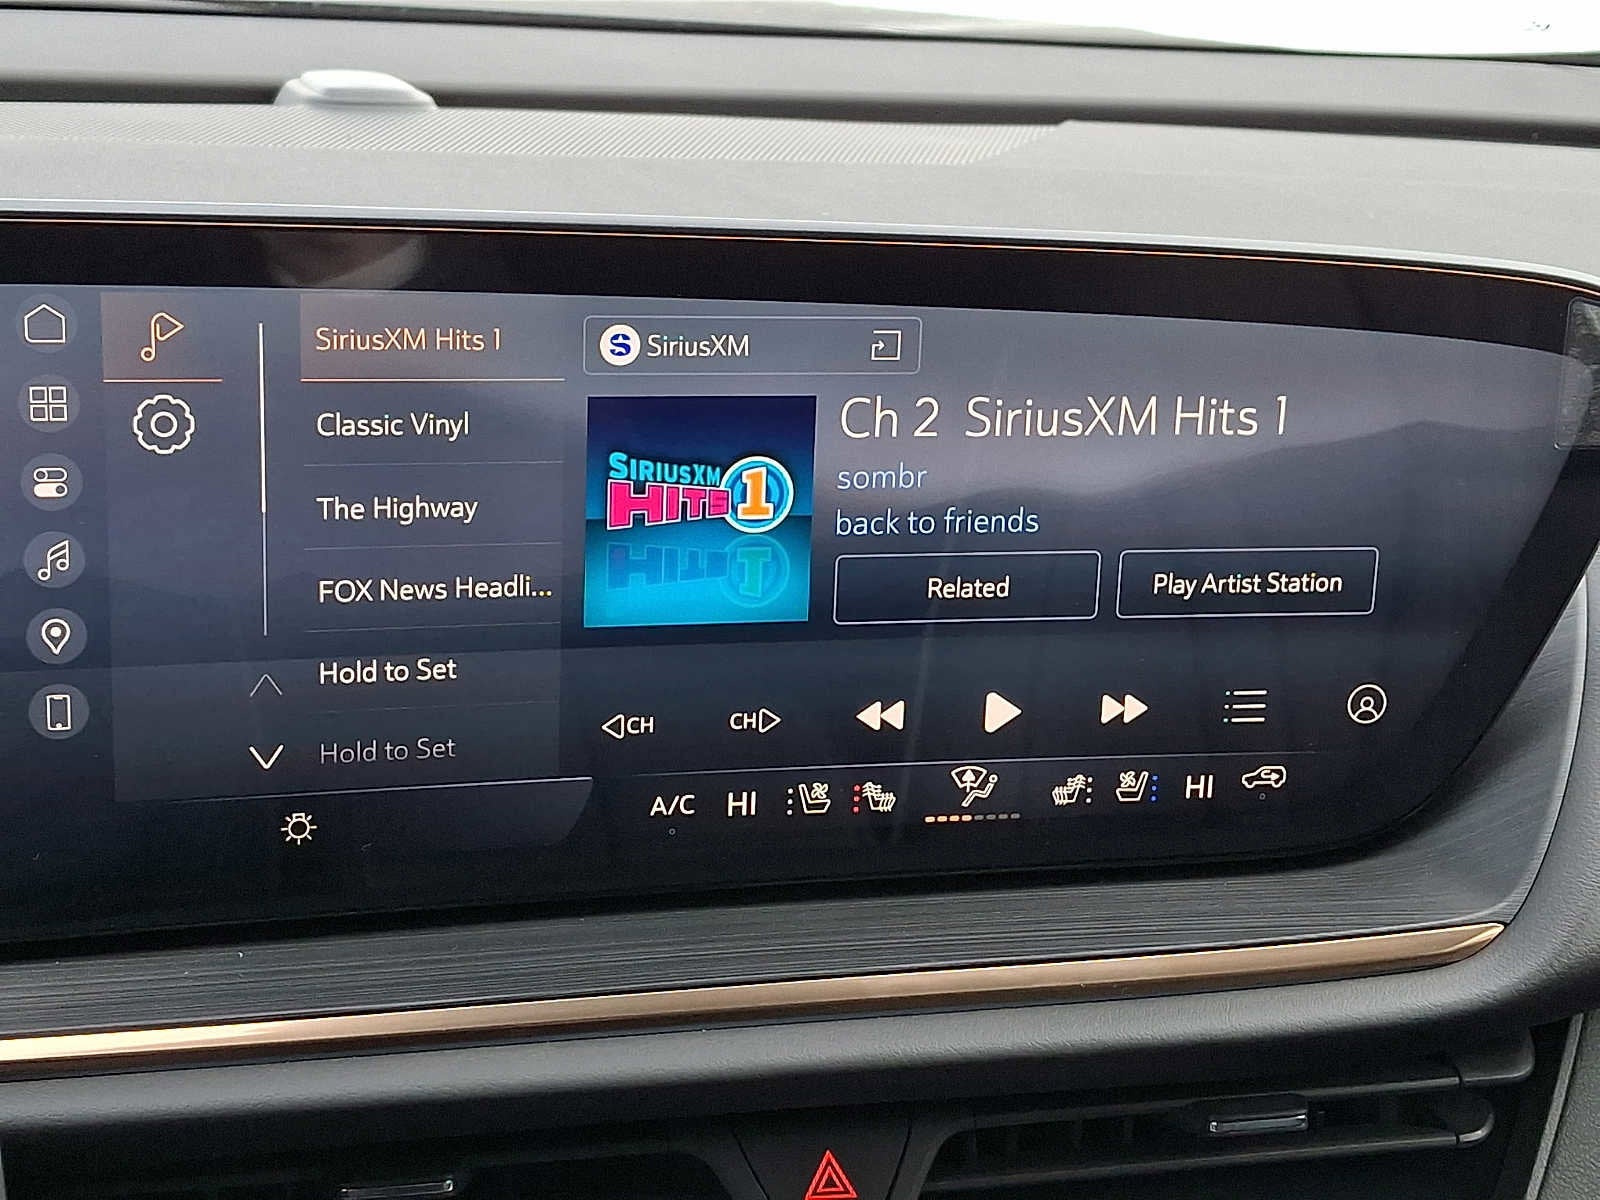 SiriusXM Hits 1
Classic Vinyl
The Highway
FOX News Headli...
Hold to Set
Hold to Set
SiriusXM
SIRIUSXM
HITS 1
Ch 2 SiriusXM Hits 1
sombr
back to friends
Related
Play Artist Station
CH
CH
A/C
HI
HI